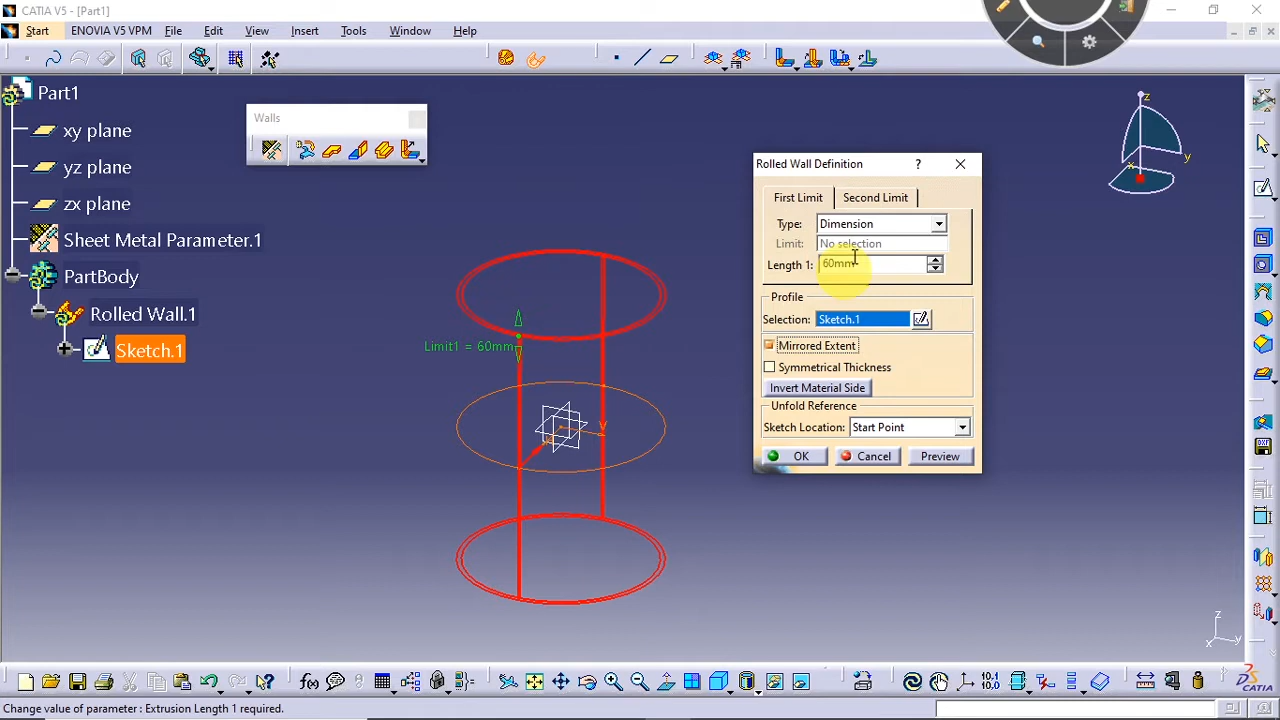 CATIA V5 - [Part1]
Start ENOVIA V5 VPM File Edit View Insert Tools Window Help
Part1
xy plane
yz plane
zx plane
Sheet Metal Parameter.1
PartBody
Rolled Wall.1
Sketch.1
Walls
Limit1 = 60mm
V
z
y
x
Rolled Wall Definition ? ×
First Limit Second Limit
Type: Dimension
Limit: No selection
Length 1: 60mm
Profile
Selection: Sketch.1
Mirrored Extent
Symmetrical Thickness
Invert Material Side
Unfold Reference
Sketch Location: Start Point
OK Cancel Preview
z
x y
f(x)
10:1
10.1
Change value of parameter : Extrusion Length 1 required.